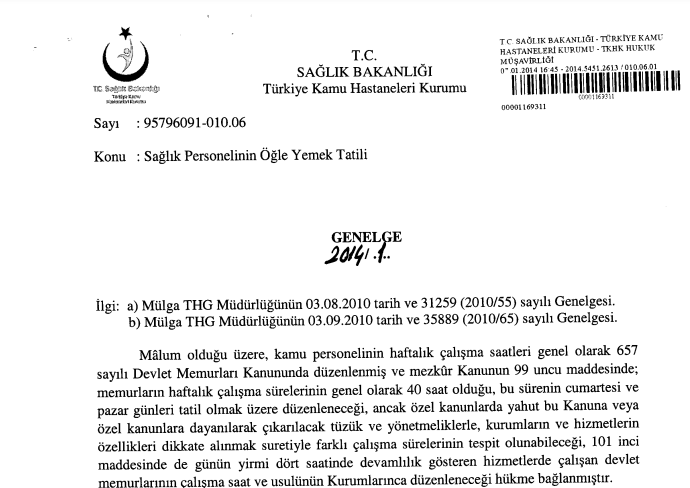 T.C. SAĞLIK BAKANLIĞI - TÜRKİYE KAMU
HASTANELERİ KURUMU - TKHK HUKUK
MÜŞAVİRLİĞİ
07.01.2014 16:45 - 2014.5451.2613 / 010.06.01
00001169311
00001169311
T.C.
SAĞLIK BAKANLIĞI
Türkiye Kamu Hastaneleri Kurumu
T.C. Sağlık Bakanlığı
Türkiye Kamu
Hastaneleri Kurumu
Sayı : 95796091-010.06
Konu : Sağlık Personelinin Öğle Yemek Tatili
GENELGE
2014/.1..
İlgi: a) Mülga THG Müdürlüğünün 03.08.2010 tarih ve 31259 (2010/55) sayılı Genelgesi.
b) Mülga THG Müdürlüğünün 03.09.2010 tarih ve 35889 (2010/65) sayılı Genelgesi.
Mâlum olduğu üzere, kamu personelinin haftalık çalışma saatleri genel olarak 657
sayılı Devlet Memurları Kanununda düzenlenmiş ve mezkûr Kanunun 99 uncu maddesinde;
memurların haftalık çalışma sürelerinin genel olarak 40 saat olduğu, bu sürenin cumartesi ve
pazar günleri tatil olmak üzere düzenleneceği, ancak özel kanunlarda yahut bu Kanuna veya
özel kanunlara dayanılarak çıkarılacak tüzük ve yönetmeliklerle, kurumların ve hizmetlerin
özellikleri dikkate alınmak suretiyle farklı çalışma sürelerinin tespit olunabileceği, 101 inci
maddesinde de günün yirmi dört saatinde devamlılık gösteren hizmetlerde çalışan devlet
memurlarının çalışma saat ve usulünün Kurumlarınca düzenleneceği hükme bağlanmıştır.